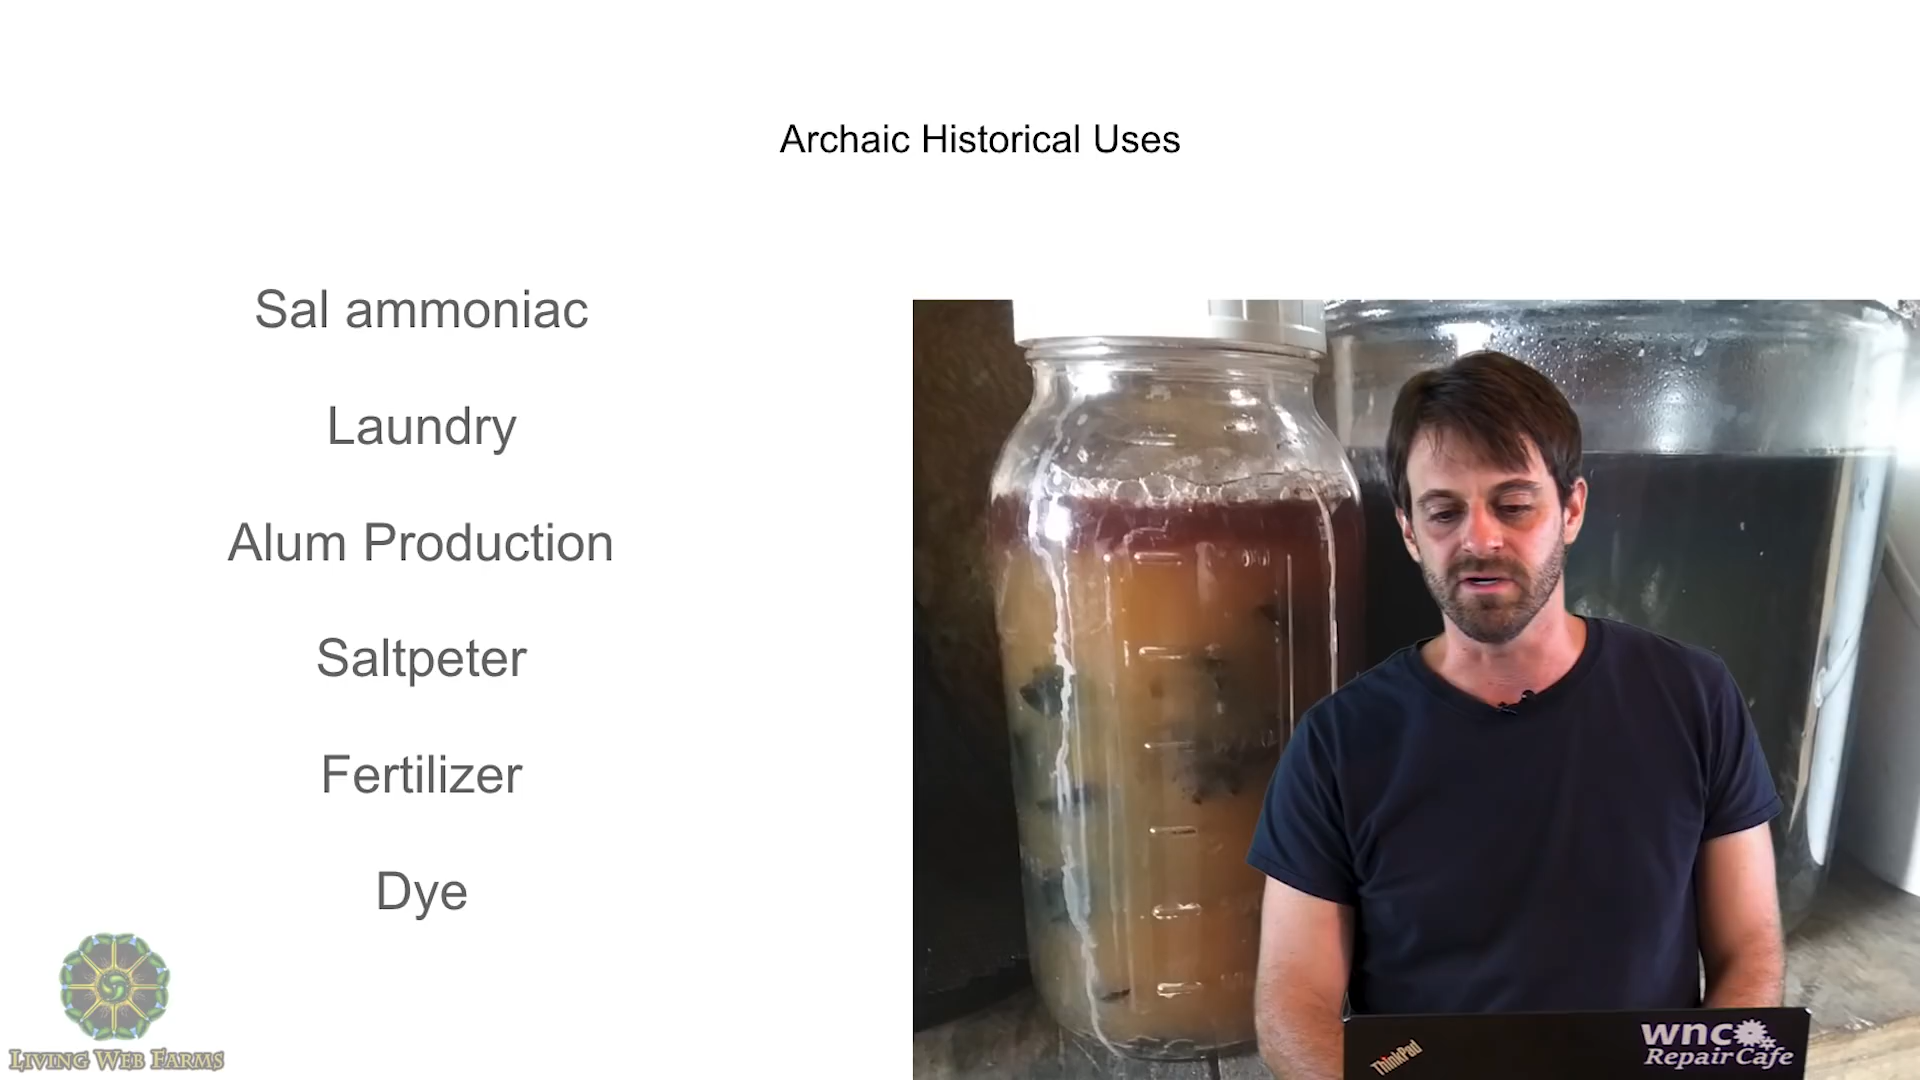 Archaic Historical Uses
Sal ammoniac
Laundry
Alum Production
Saltpeter
Fertilizer
Dye
LIVING WEB FARMS
ThinkPad
wnc
Repair Cafe